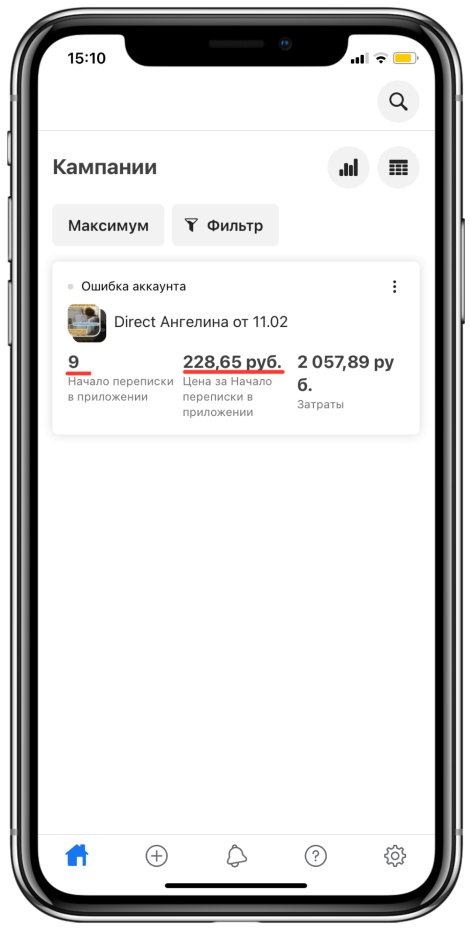 15:10
Кампании
Максимум
Фильтр
Ошибка аккаунта
Direct Ангелина от 11.02
9
Начало переписки
в приложении
228,65 руб.
Цена за Начало
переписки в
приложении
2 057,89 ру
б.
Затраты